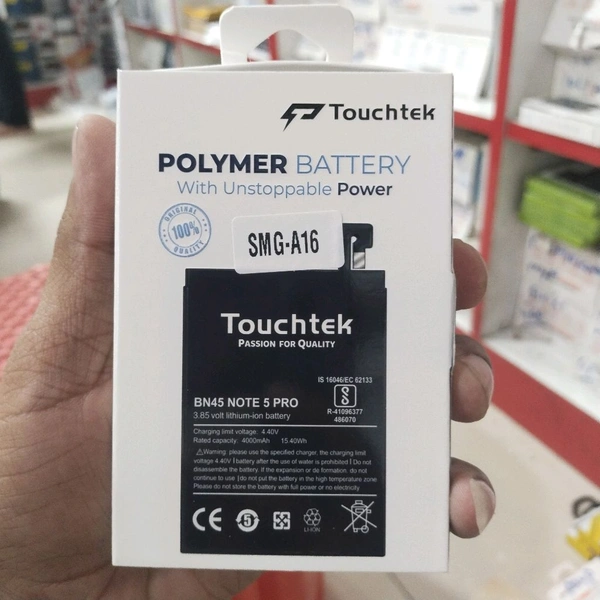 Touchtek
POLYMER BATTERY
With Unstoppable Power
ORIGINAL
100%
QUALITY
SMG-A16
Touchtek
PASSION FOR QUALITY
IS 16046/EC 62133
R-41096377
486070
BN45 NOTE 5 PRO
3.85 volt lithium-ion battery
Charging limit voltage: 4.40V
Rated capacity: 4000mAh 15.40Wh
Warning: please use the specified charger, the charging limit
voltage 4.40V | battery after the use of water is prohibited | Do not
disassemble the battery. if the expansion or de formation. do not
continue to use | do not put the battery in the high temperature zone
Please do not store the battery with full power or no electricity
CE
5
LI-ION